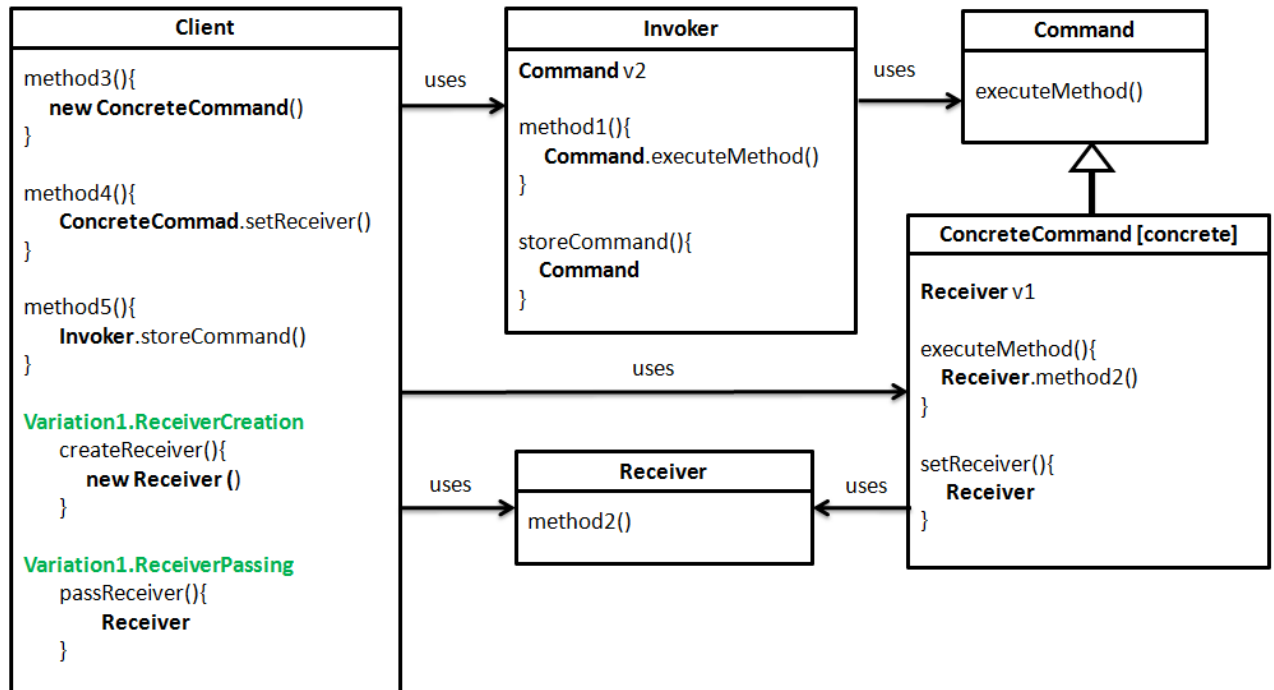 Client
method3(){
new ConcreteCommand()
}
method4(){
ConcreteCommad.setReceiver()
}
method5(){
Invoker.storeCommand()
}
Variation1.ReceiverCreation
createReceiver(){
new Receiver ()
}
Variation1.ReceiverPassing
passReceiver(){
Receiver
}
uses
Invoker
Command v2
method1(){
Command.executeMethod()
}
storeCommand(){
Command
}
uses
Command
executeMethod()
uses
ConcreteCommand [concrete]
Receiver v1
executeMethod(){
Receiver.method2()
}
setReceiver(){
Receiver
}
uses
Receiver
method2()
uses